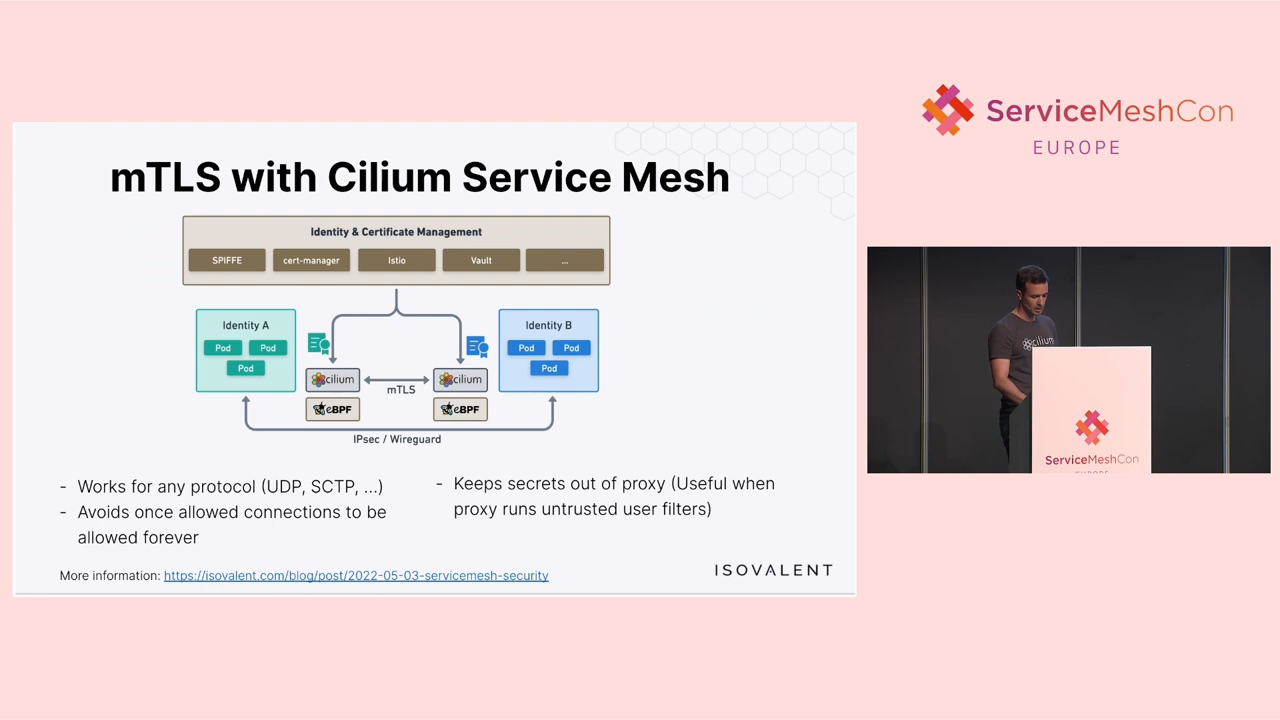 ServiceMeshCon
EUROPE
mTLS with Cilium Service Mesh
Identity & Certificate Management
SPIFFE
cert-manager
Istio
Vault
...
Identity A
Pod
Pod
Pod
Identity B
Pod
Pod
Pod
cilium
mTLS
cilium
eBPF
eBPF
IPsec / Wireguard
- Works for any protocol (UDP, SCTP, ...)
- Avoids once allowed connections to be
allowed forever
- Keeps secrets out of proxy (Useful when
proxy runs untrusted user filters)
More information: https://isovalent.com/blog/post/2022-05-03-servicemesh-security
ISOVALENT
cilium
ServiceMeshCon